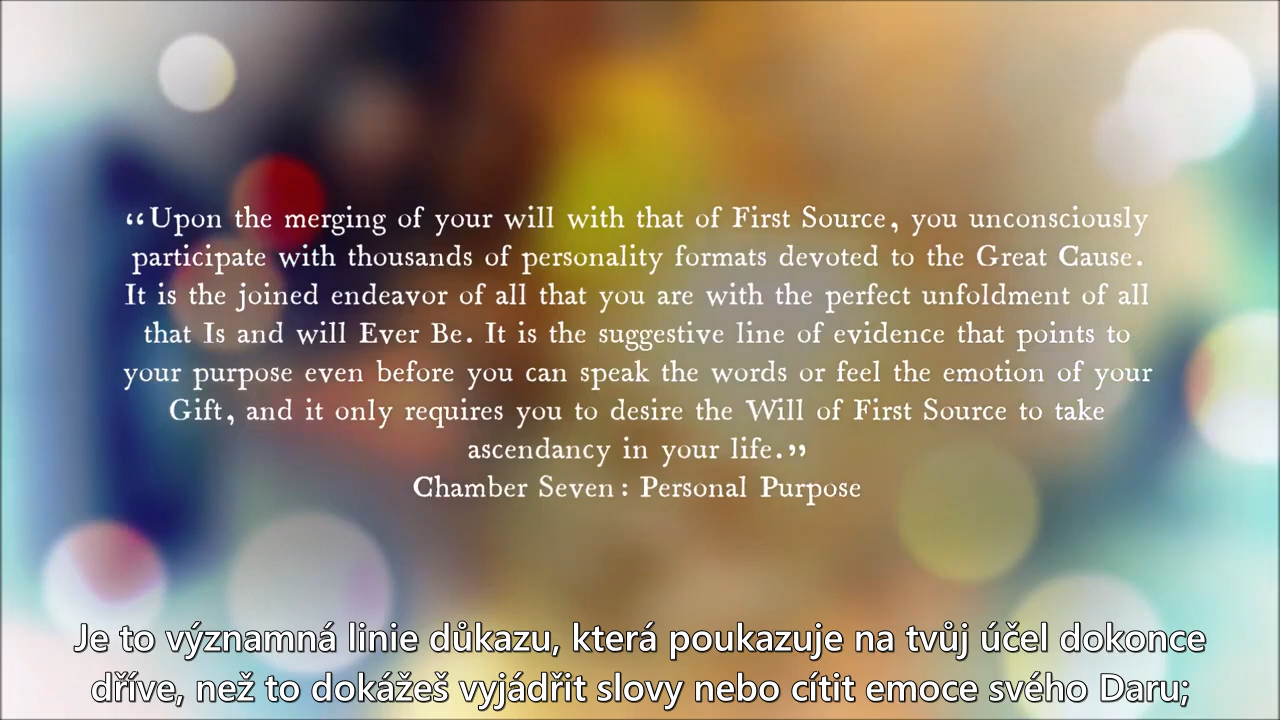 “Upon the merging of your will with that of First Source, you unconsciously
participate with thousands of personality formats devoted to the Great Cause.
It is the joined endeavor of all that you are with the perfect unfoldment of all
that Is and will Ever Be. It is the suggestive line of evidence that points to
your purpose even before you can speak the words or feel the emotion of your
Gift, and it only requires you to desire the Will of First Source to take
ascendancy in your life.”
Chamber Seven: Personal Purpose
Je to významná linie důkazu, která poukazuje na tvůj účel dokonce
dříve, než to dokážeš vyjádřit slovy nebo cítit emoce svého Daru;